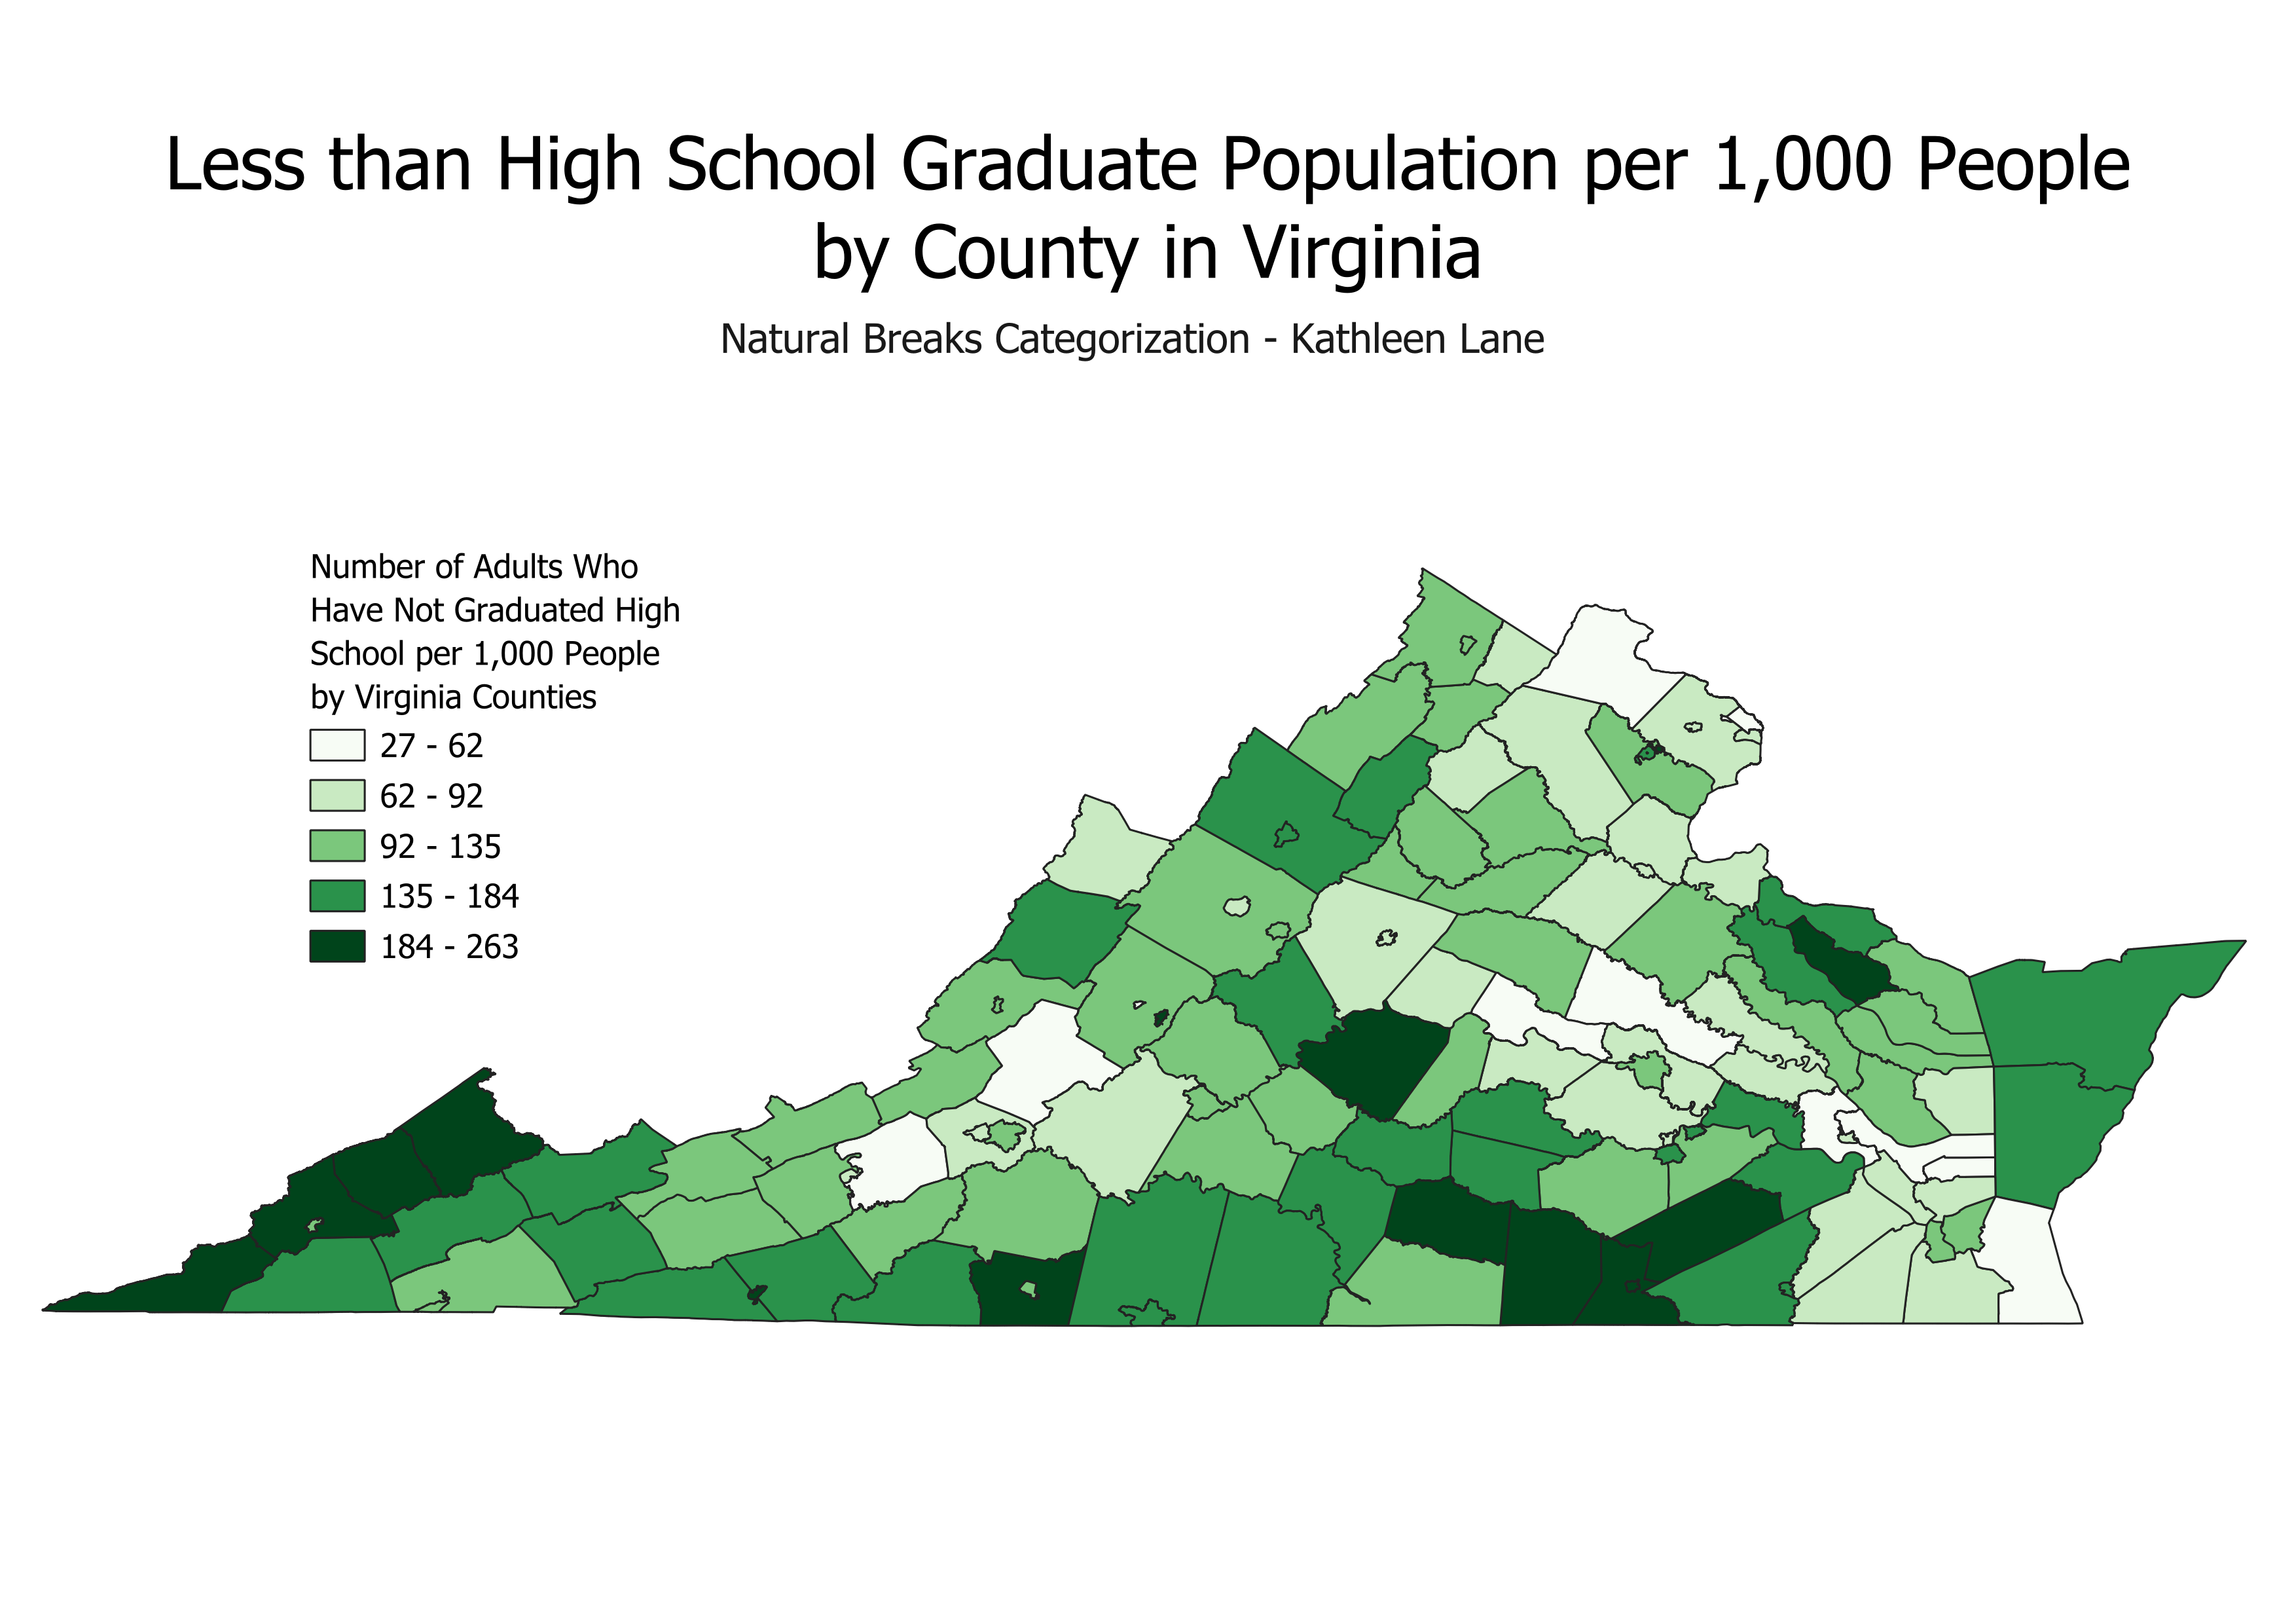 Less than High School Graduate Population per 1,000 People
by County in Virginia
Natural Breaks Categorization - Kathleen Lane
Number of Adults Who
Have Not Graduated High
School per 1,000 People
by Virginia Counties
27 - 62
62 - 92
92 - 135
135 - 184
184 - 263